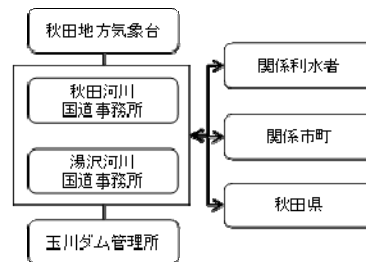 秋田地方気象台
秋田河川
国道事務所
湯沢河川
国道事務所
玉川ダム管理所
関係利水者
関係市町
秋田県